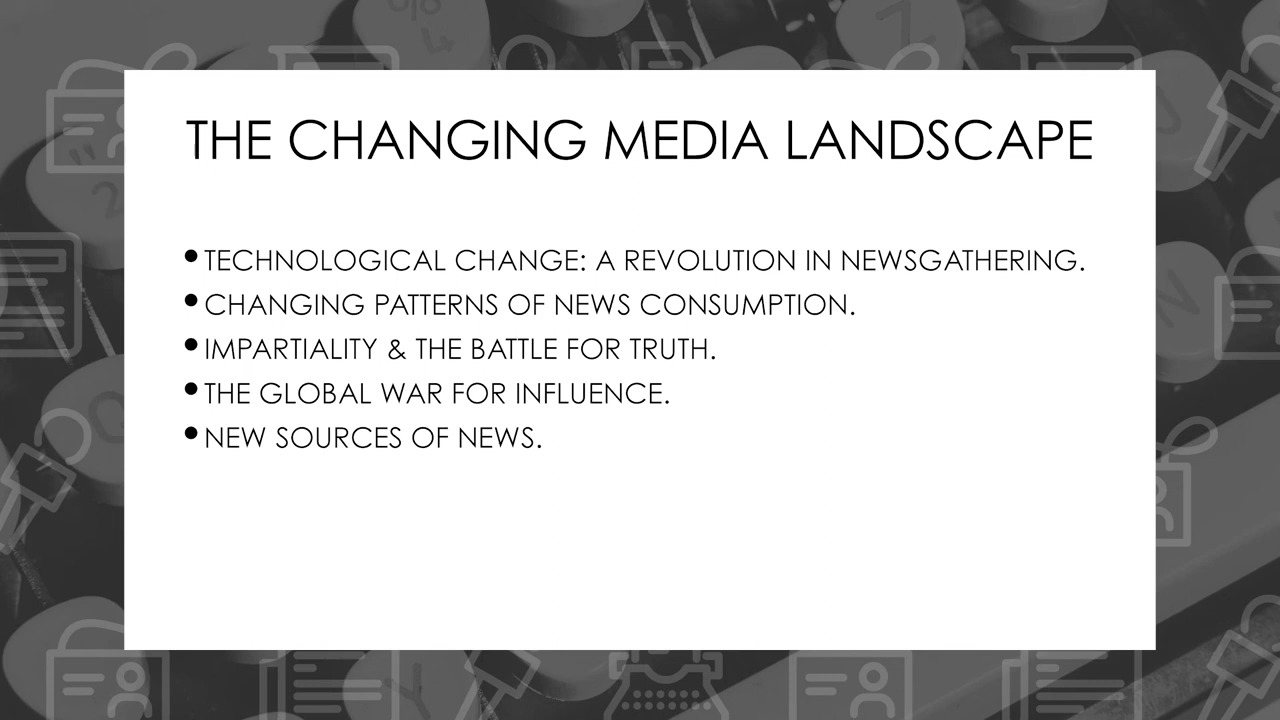 THE CHANGING MEDIA LANDSCAPE
• TECHNOLOGICAL CHANGE: A REVOLUTION IN NEWSGATHERING.
• CHANGING PATTERNS OF NEWS CONSUMPTION.
• IMPARTIALITY & THE BATTLE FOR TRUTH.
• THE GLOBAL WAR FOR INFLUENCE.
• NEW SOURCES OF NEWS.